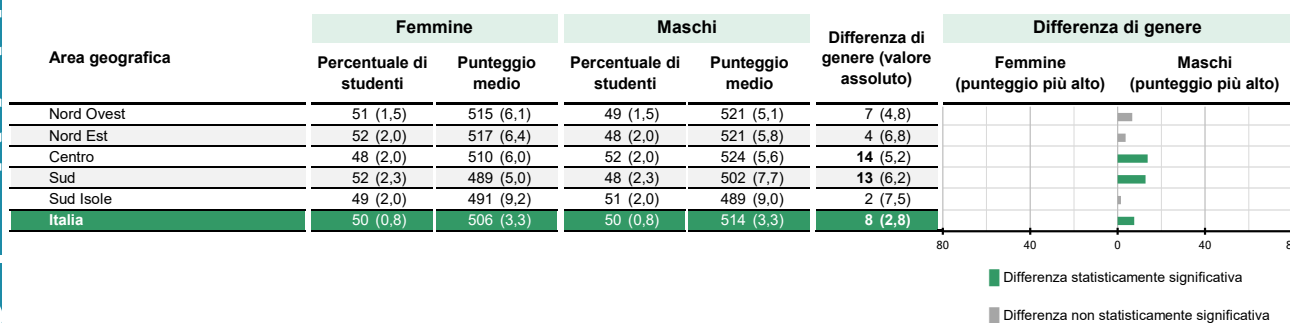 Femmine Maschi Differenza di genere
Area geografica Differenza di genere (valore assoluto)
Percentuale di studenti Punteggio medio Percentuale di studenti Punteggio medio Femmine (punteggio più alto) Maschi (punteggio più alto)
Nord Ovest 51 (1,5) 515 (6,1) 49 (1,5) 521 (5,1) 7 (4,8)
Nord Est 52 (2,0) 517 (6,4) 48 (2,0) 521 (5,8) 4 (6,8)
Centro 48 (2,0) 510 (6,0) 52 (2,0) 524 (5,6) 14 (5,2)
Sud 52 (2,3) 489 (5,0) 48 (2,3) 502 (7,7) 13 (6,2)
Sud Isole 49 (2,0) 491 (9,2) 51 (2,0) 489 (9,0) 2 (7,5)
Italia 50 (0,8) 506 (3,3) 50 (0,8) 514 (3,3) 8 (2,8)
80 40 0 40
Differenza statisticamente significativa
Differenza non statisticamente significativa